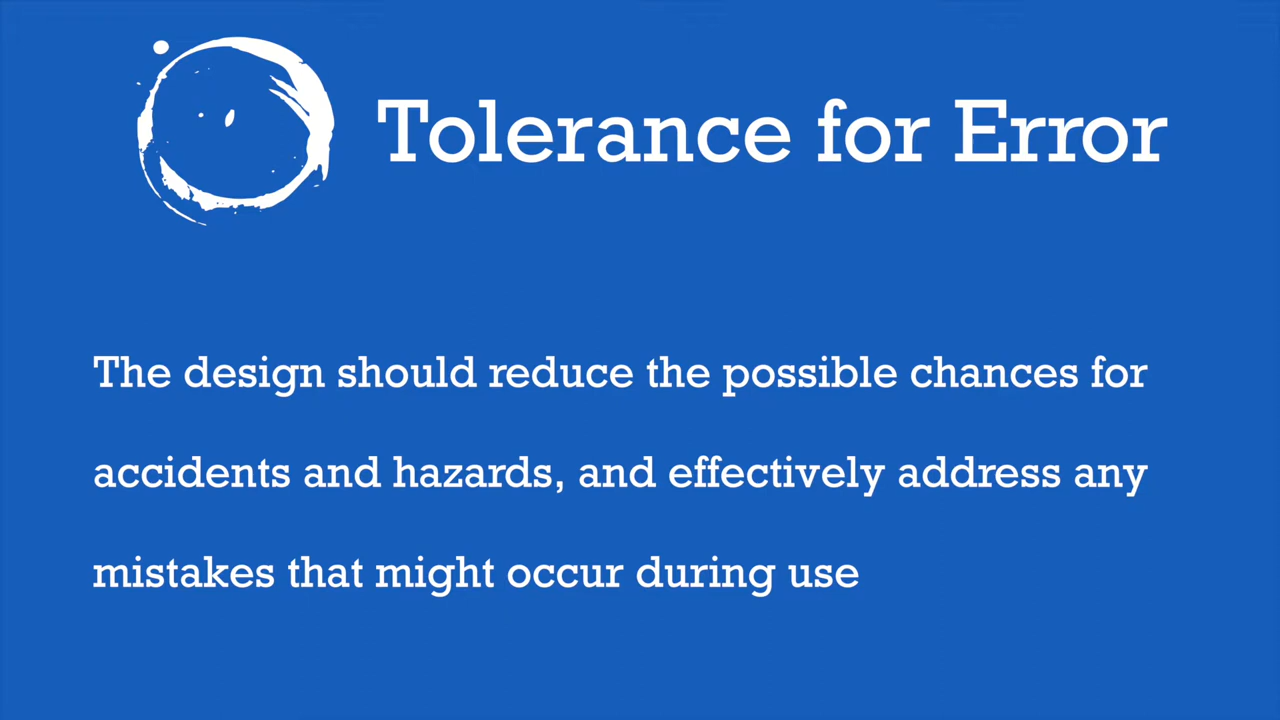 Tolerance for Error
The design should reduce the possible chances for
accidents and hazards, and effectively address any
mistakes that might occur during use